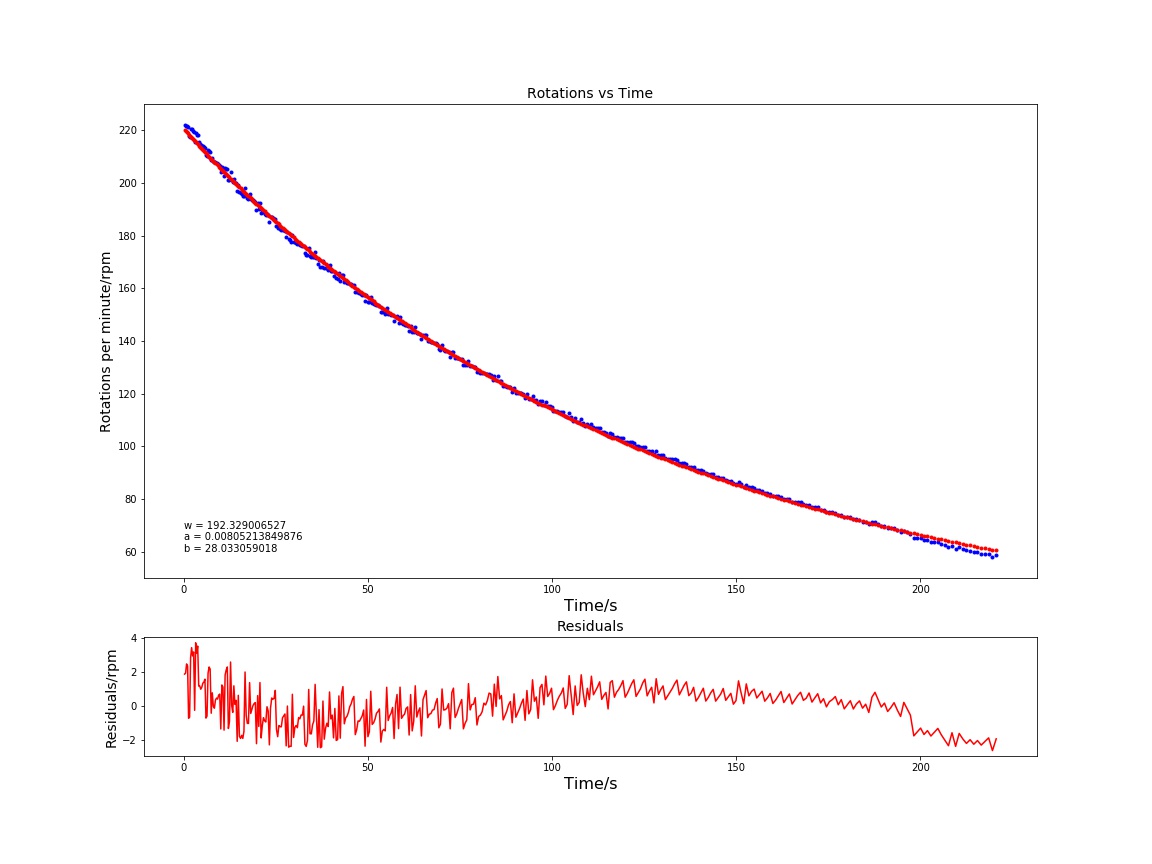 Rotations vs Time
220
200
180
160
140
120
100
80
60
Rotations per minute/rpm
w = 192.329006527
a = 0.00805213849876
b = 28.033059018
0 50 100 150 200
Time/s
Residuals
4
2
0
−2
Residuals/rpm
0 50 100 150 200
Time/s